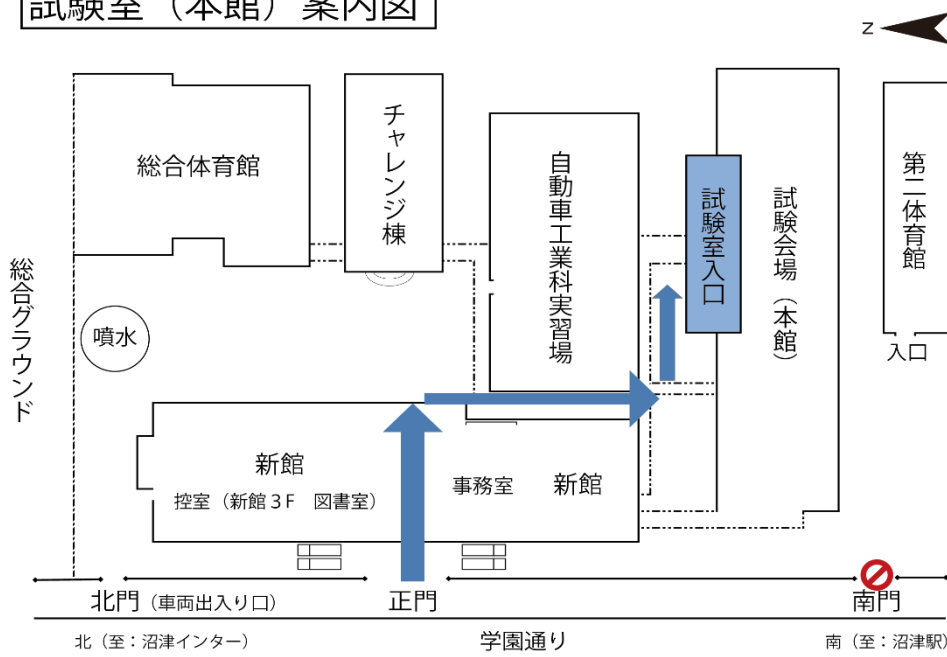 試験室（本館）案内図
N
総合体育館
チャレンジ棟
自動車工業科実習場
試験室入口
試験会場（本館）
第二体育館
入口
総合グラウンド
噴水
新館
控室（新館３F　図書室）
事務室
新館
北門（車両出入り口）
正門
南門
北（至：沼津インター）
学園通り
南（至：沼津駅）